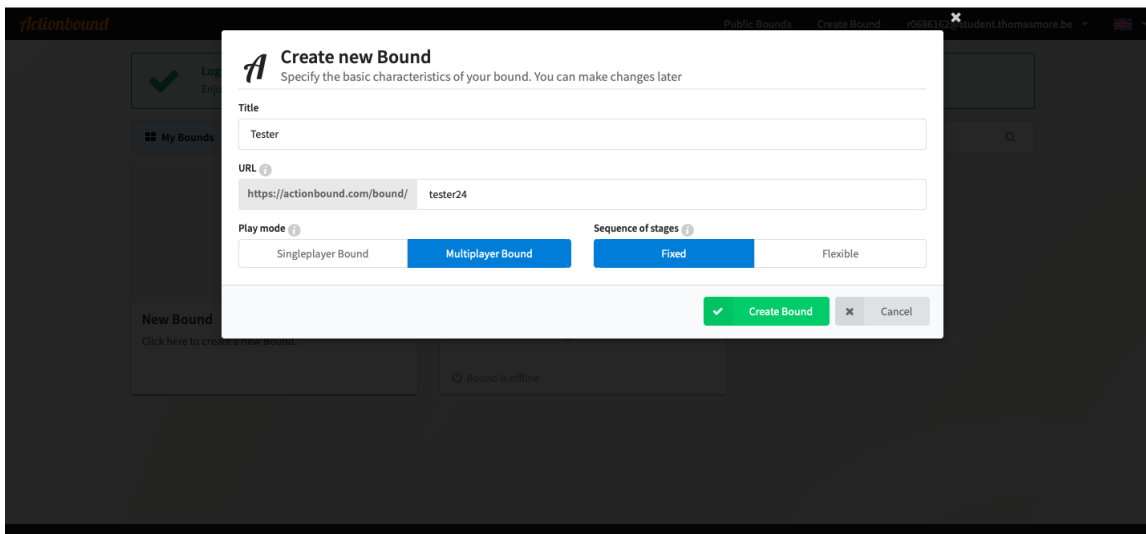 Actionbound
Public Bounds
Create Bound
student.thomasmore.be
Create new Bound
Specify the basic characteristics of your bound. You can make changes later
Log
Enjo
Title
Tester
My Bounds
URL
https://actionbound.com/bound/ tester24
Play mode
Sequence of stages
Singleplayer Bound
Multiplayer Bound
Fixed
Flexible
Create Bound
Cancel
New Bound
Click here to create a new Bound.
Bound is offline